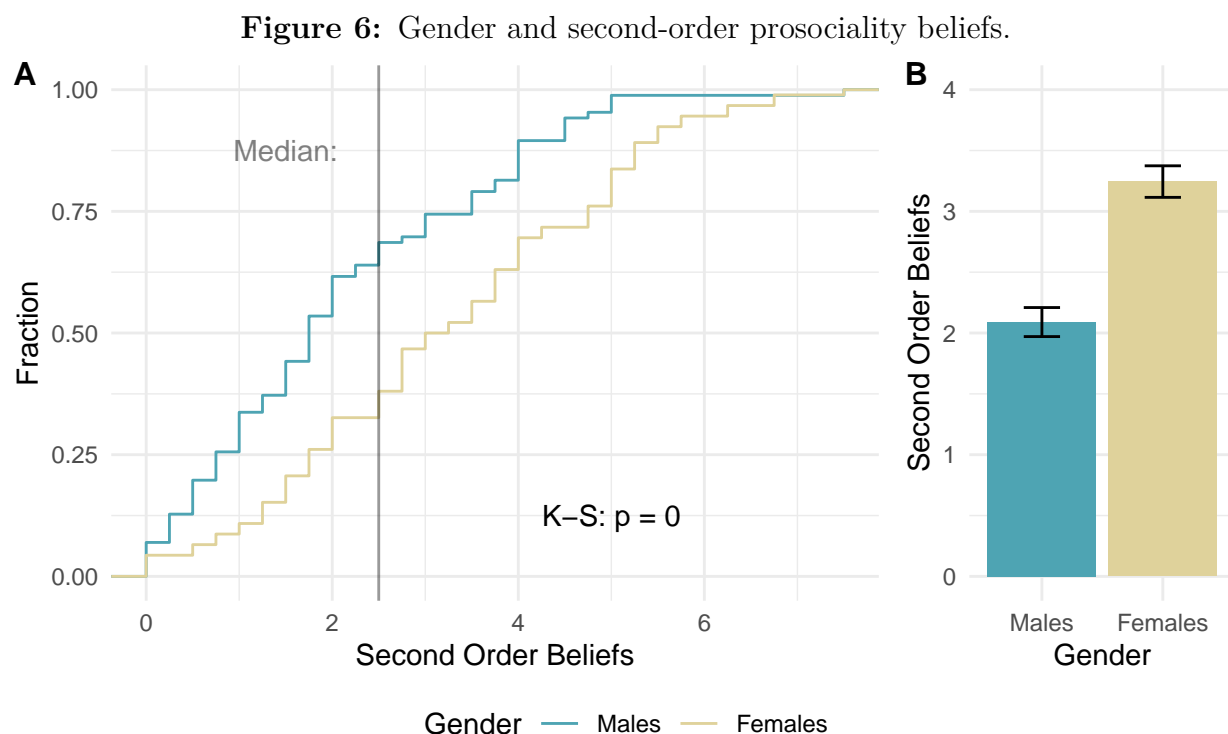 Figure 6: Gender and second-order prosociality beliefs.
A
1.00
0.75
0.50
0.25
0.00
Fraction
Median:
K−S: p = 0
0 2 4 6
Second Order Beliefs
B
4
3
2
1
0
Second Order Beliefs
Males Females
Gender
Gender Males Females